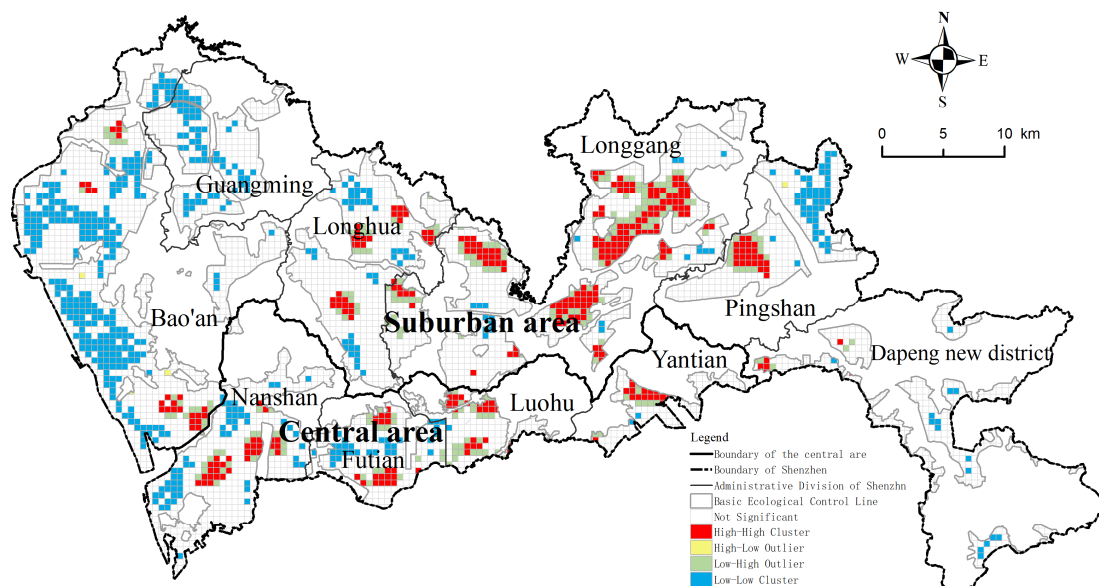 N
W E
S
0 5 10 km
Longgang
Guangming
Longhua
Pingshan
Bao'an
Suburban area
Yantian
Dapeng new district
Nanshan
Luohu
Central area
Futian
Legend
Boundary of the central are
Boundary of Shenzhen
Administrative Division of Shenzhn
Basic Ecological Control Line
Not Significant
High-High Cluster
High-Low Outlier
Low-High Outlier
Low-Low Cluster